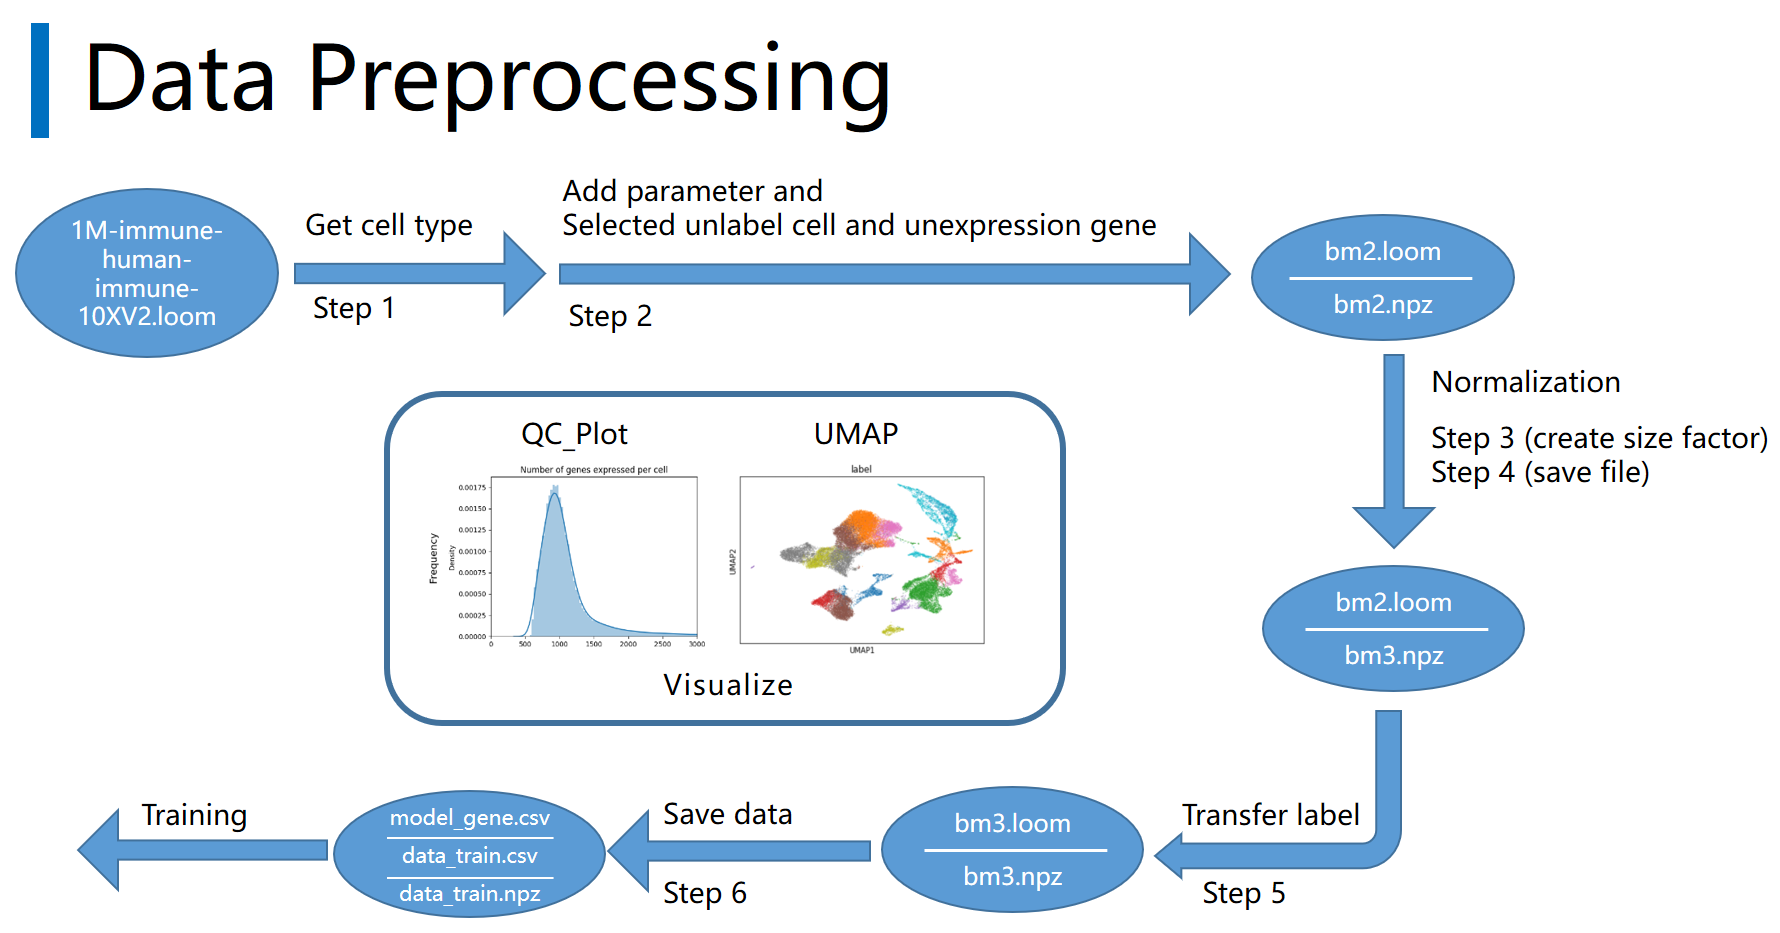 Data Preprocessing
1M-immune-
human-
immune-
10XV2.loom
Get cell type
Step 1
Add parameter and
Selected unlabel cell and unexpression gene
Step 2
bm2.loom
bm2.npz
Normalization
Step 3 (create size factor)
Step 4 (save file)
QC_Plot
Number of genes expressed per cell
Frequency
Density
0.00175
0.00150
0.00125
0.00100
0.00075
0.00050
0.00025
0.00000
0 500 1000 1500 2000 2500 3000
UMAP
label
UMAP2
UMAP1
Visualize
bm2.loom
bm3.npz
Transfer label
Step 5
bm3.loom
bm3.npz
Save data
Step 6
model_gene.csv
data_train.csv
data_train.npz
Training